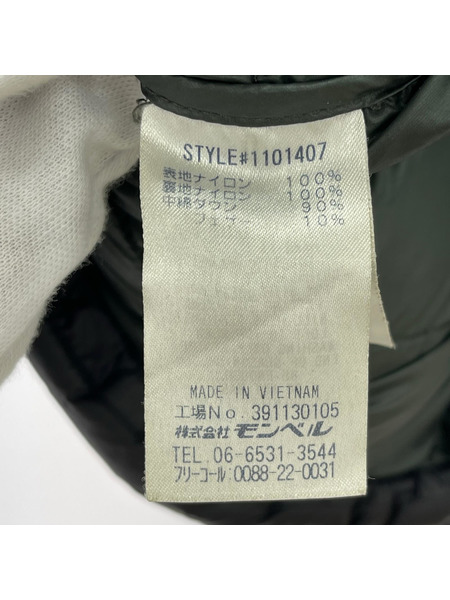 STYLE#1101407
表地ナイロン 100%
裏地ナイロン 100%
中綿ダウン 90%
フェザー 10%
MADE IN VIETNAM
工場No. 391130105
株式会社 モンベル
TEL. 06-6531-3544
フリーコール: 0088-22-0031